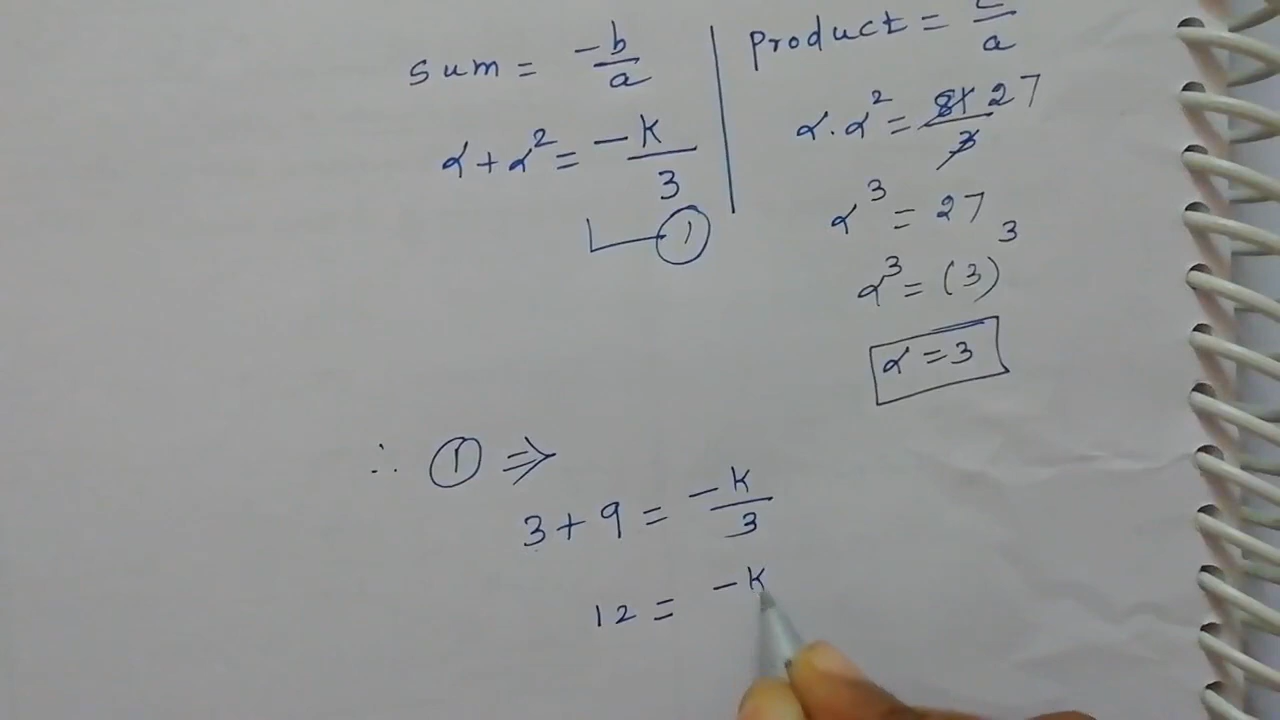 sum = -b/a
α + α² = -k/3
①
product = c/a
α·α² = 81 27/3
α³ = 27
α³ = (3)³
α = 3
∴ ① ⇒
3 + 9 = -k/3
12 = -k